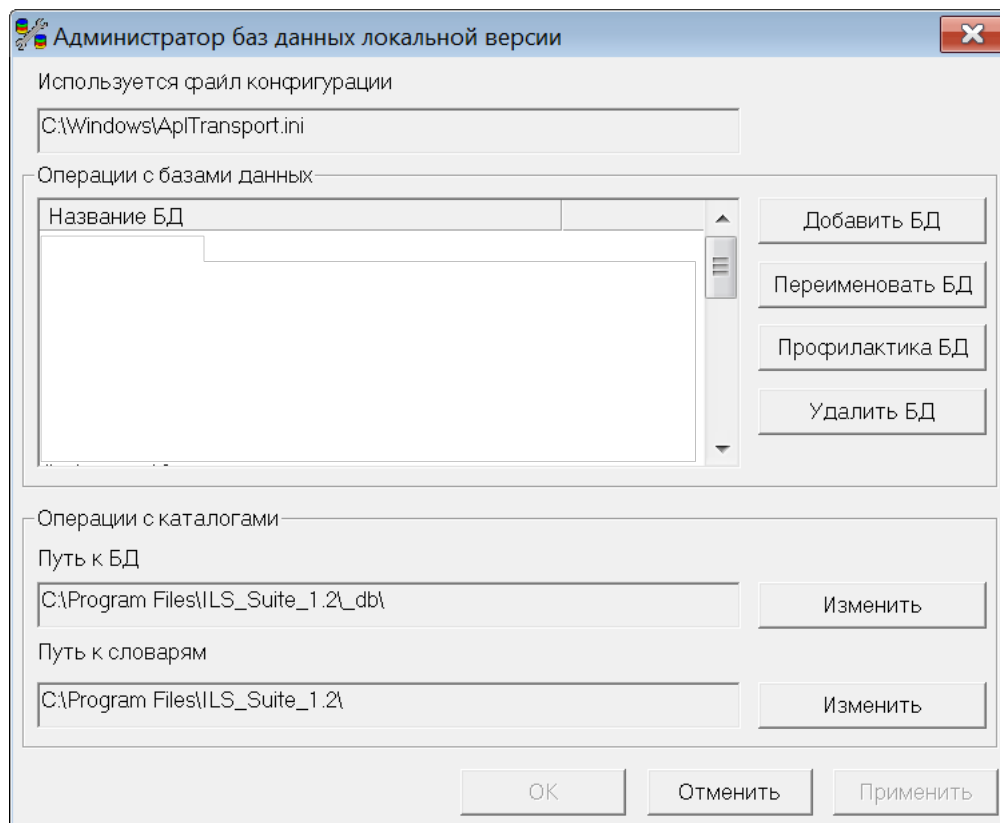 Администратор баз данных локальной версии
Используется файл конфигурации
C:\Windows\AplTransport.ini
Операции с базами данных
Название БД
Добавить БД
Переименовать БД
Профилактика БД
Удалить БД
Операции с каталогами
Путь к БД
C:\Program Files\ILS_Suite_1.2\_db\
Изменить
Путь к словарям
C:\Program Files\ILS_Suite_1.2\
Изменить
OK
Отменить
Применить